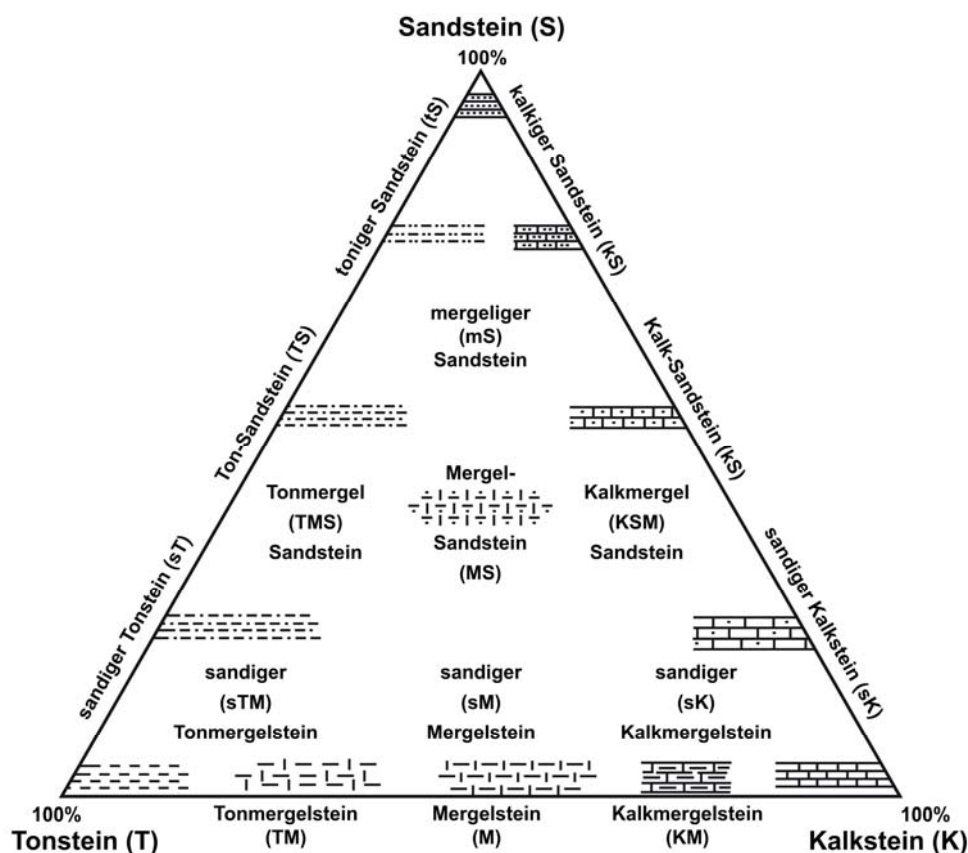 Sandstein (S)
100%
toniger Sandstein (tS)
kalkiger Sandstein (kS)
mergeliger
(mS)
Sandstein
Ton-Sandstein (TS)
Kalk-Sandstein (kS)
Tonmergel
(TMS)
Sandstein
Mergel-
Sandstein
(MS)
Kalkmergel
(KSM)
Sandstein
sandiger Tonstein (sT)
sandiger Kalkstein (sK)
sandiger
(sTM)
Tonmergelstein
sandiger
(sM)
Mergelstein
sandiger
(sK)
Kalkmergelstein
100%
Tonstein (T)
Tonmergelstein
(TM)
Mergelstein
(M)
Kalkmergelstein
(KM)
100%
Kalkstein (K)